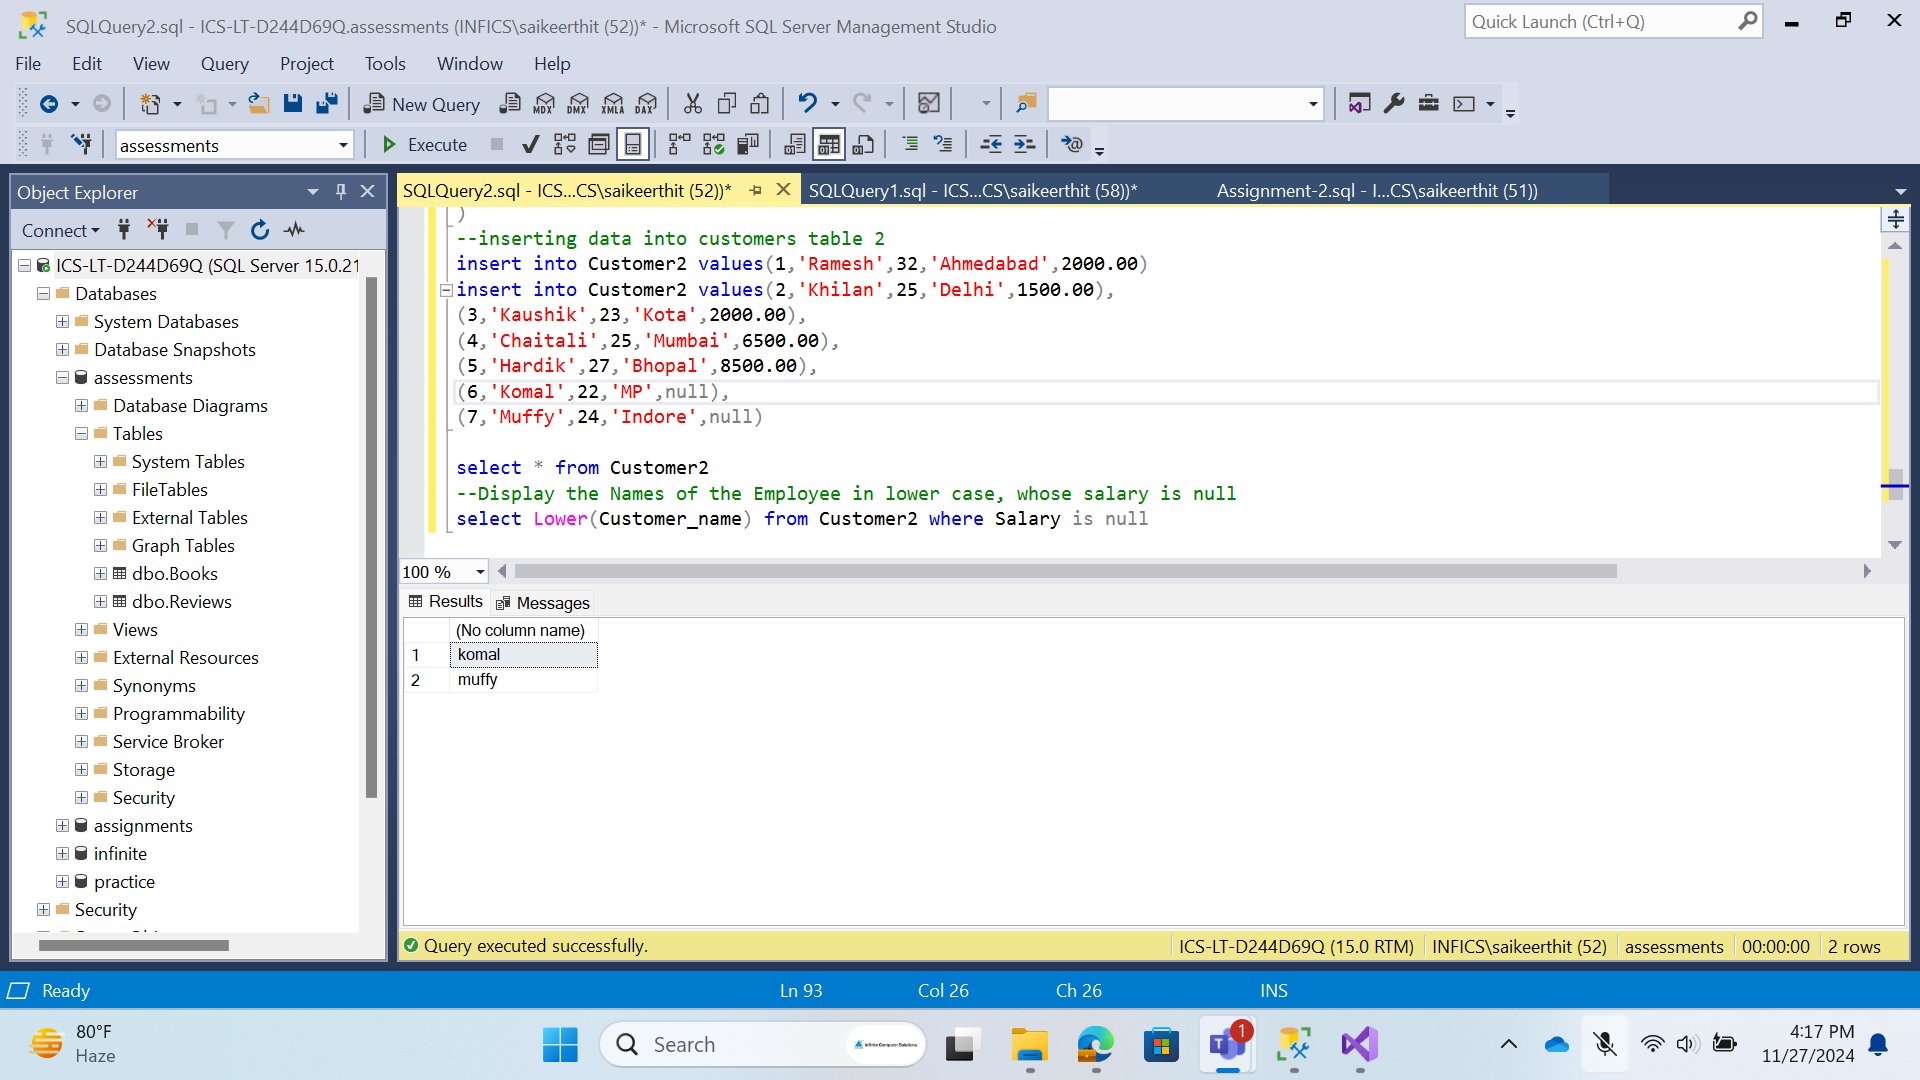 SQLQuery2.sql - ICS-LT-D244D69Q.assessments (INFICS\saikeerthit (52))* - Microsoft SQL Server Management Studio
Quick Launch (Ctrl+Q)
File Edit View Query Project Tools Window Help
New Query MDX DMX XMLA DAX
assessments Execute
Object Explorer
SQLQuery2.sql - ICS...CS\saikeerthit (52))* SQLQuery1.sql - ICS...CS\saikeerthit (58))* Assignment-2.sql - I...CS\saikeerthit (51))
Connect
ICS-LT-D244D69Q (SQL Server 15.0.21
Databases
System Databases
Database Snapshots
assessments
Database Diagrams
Tables
System Tables
FileTables
External Tables
Graph Tables
dbo.Books
dbo.Reviews
Views
External Resources
Synonyms
Programmability
Service Broker
Storage
Security
assignments
infinite
practice
Security
)
--inserting data into customers table 2
insert into Customer2 values(1,'Ramesh',32,'Ahmedabad',2000.00)
insert into Customer2 values(2,'Khilan',25,'Delhi',1500.00),
(3,'Kaushik',23,'Kota',2000.00),
(4,'Chaitali',25,'Mumbai',6500.00),
(5,'Hardik',27,'Bhopal',8500.00),
(6,'Komal',22,'MP',null),
(7,'Muffy',24,'Indore',null)
select * from Customer2
--Display the Names of the Employee in lower case, whose salary is null
select Lower(Customer_name) from Customer2 where Salary is null
100 %
Results Messages
(No column name)
1 komal
2 muffy
Query executed successfully. ICS-LT-D244D69Q (15.0 RTM) INFICS\saikeerthit (52) assessments 00:00:00 2 rows
Ready Ln 93 Col 26 Ch 26 INS
80°F
Haze
Search
Infinite Computer Solutions
1
4:17 PM
11/27/2024